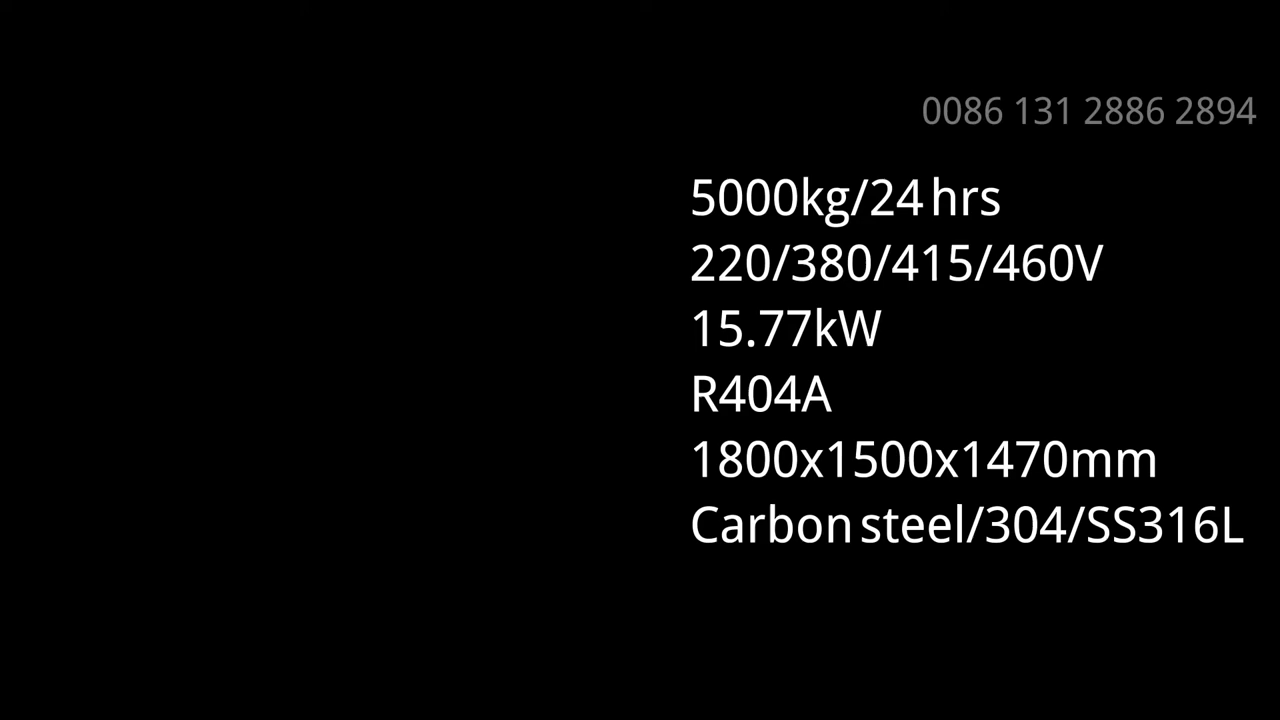 0086 131 2886 2894
5000kg/24 hrs
220/380/415/460V
15.77kW
R404A
1800x1500x1470mm
Carbon steel/304/SS316L